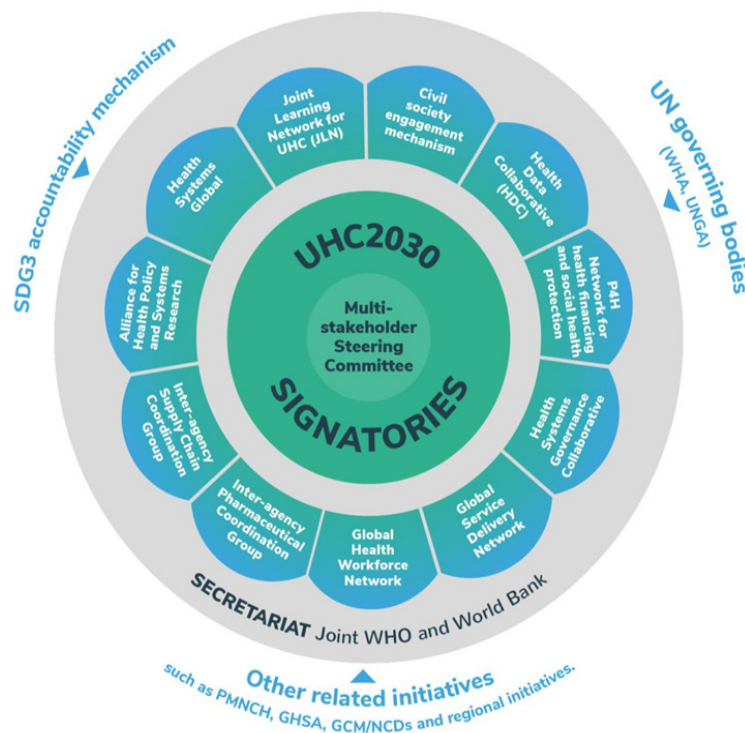 SDG3 accountability mechanism
UN governing bodies
(WHA, UNGA)
Joint
Learning
Network for
UHC (JLN)
Civil
society
engagement
mechanism
Health
Data
Collaborative
(HDC)
P4H
Network for
health financing
and social health
protection
Health
Systems
Governance
Collaborative
Global
Service
Delivery
Network
Global
Health
Workforce
Network
Inter-agency
Pharmaceutical
Coordination
Group
Inter-agency
Supply Chain
Coordination
Group
Alliance for
Health Policy
and Systems
Research
Health
Systems
Global
UHC2030
Multi-
stakeholder
Steering
Committee
SIGNATORIES
SECRETARIAT Joint WHO and World Bank
Other related initiatives
such as PMNCH, GHSA, GCM/NCDs and regional initiatives.